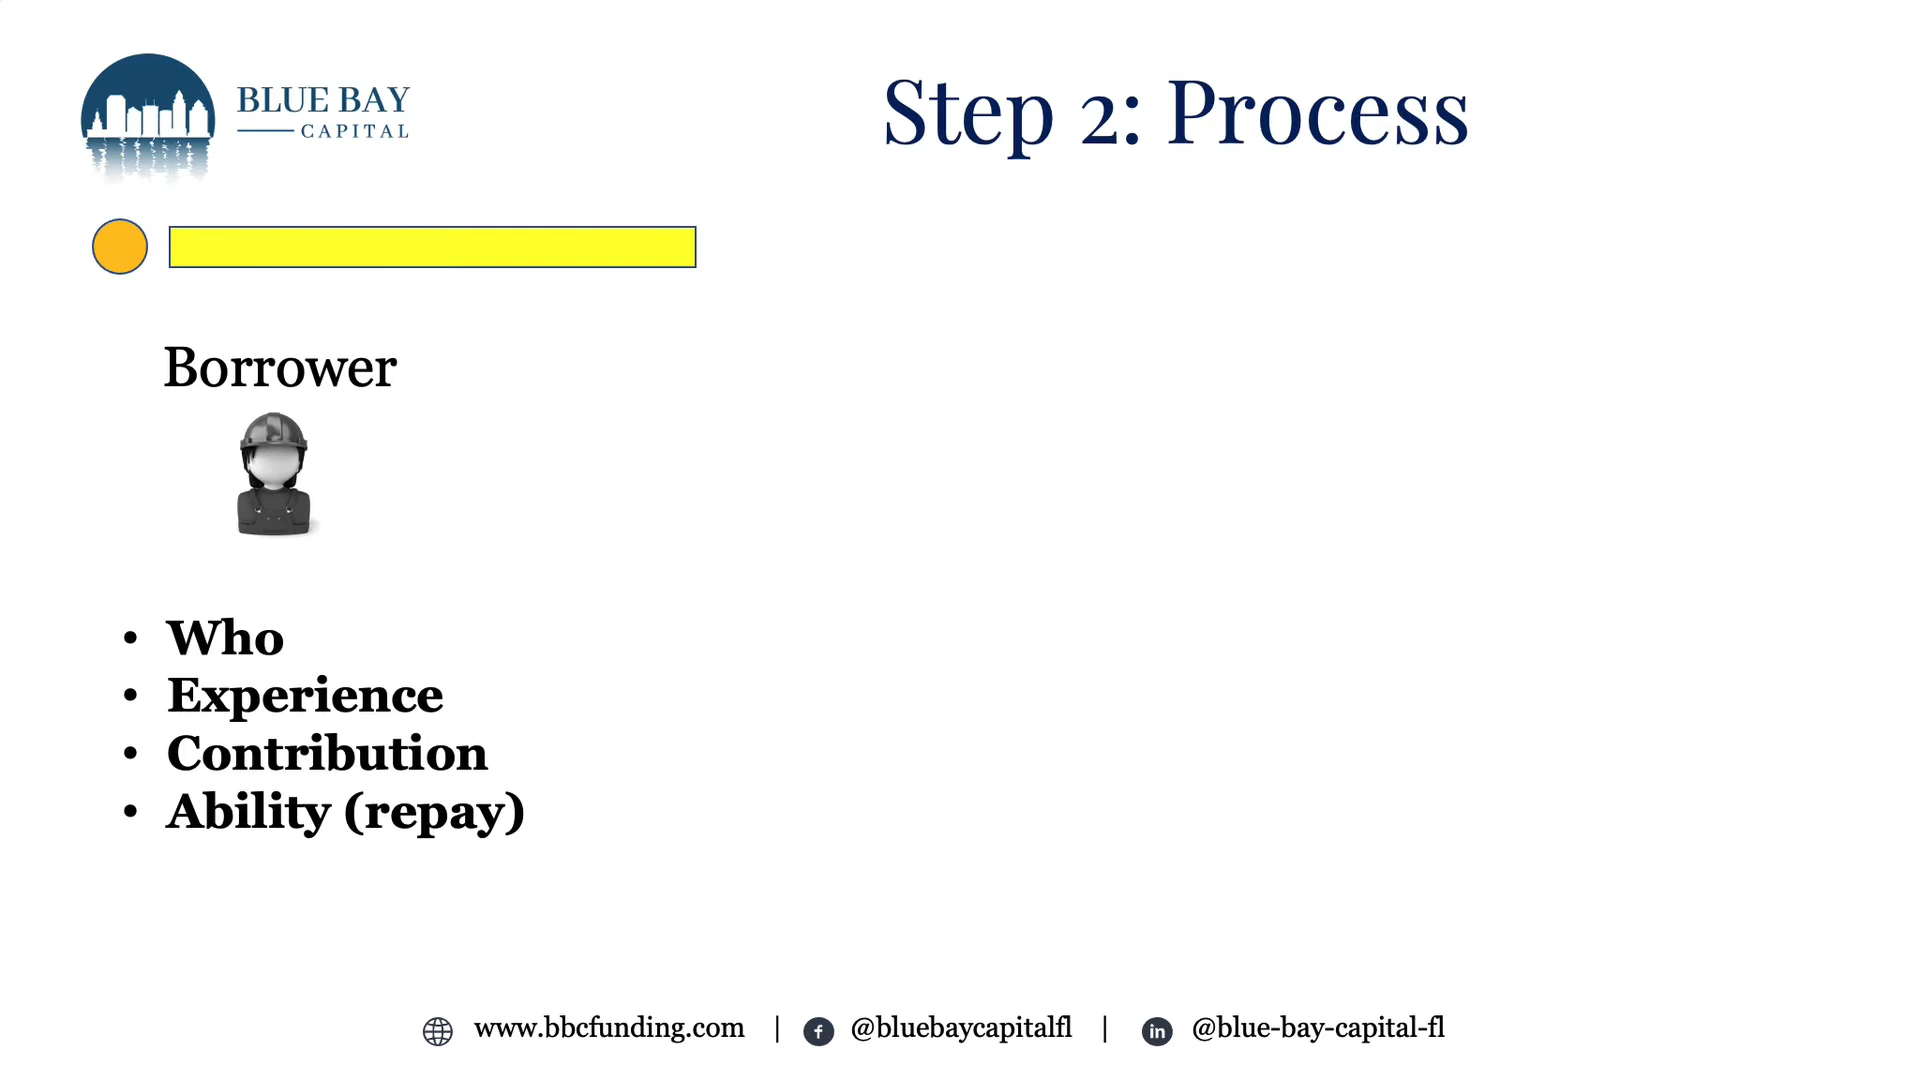 BLUE BAY
CAPITAL
Step 2: Process
Borrower
• Who
• Experience
• Contribution
• Ability (repay)
www.bbcfunding.com | @bluebaycapitalfl | @blue-bay-capital-fl